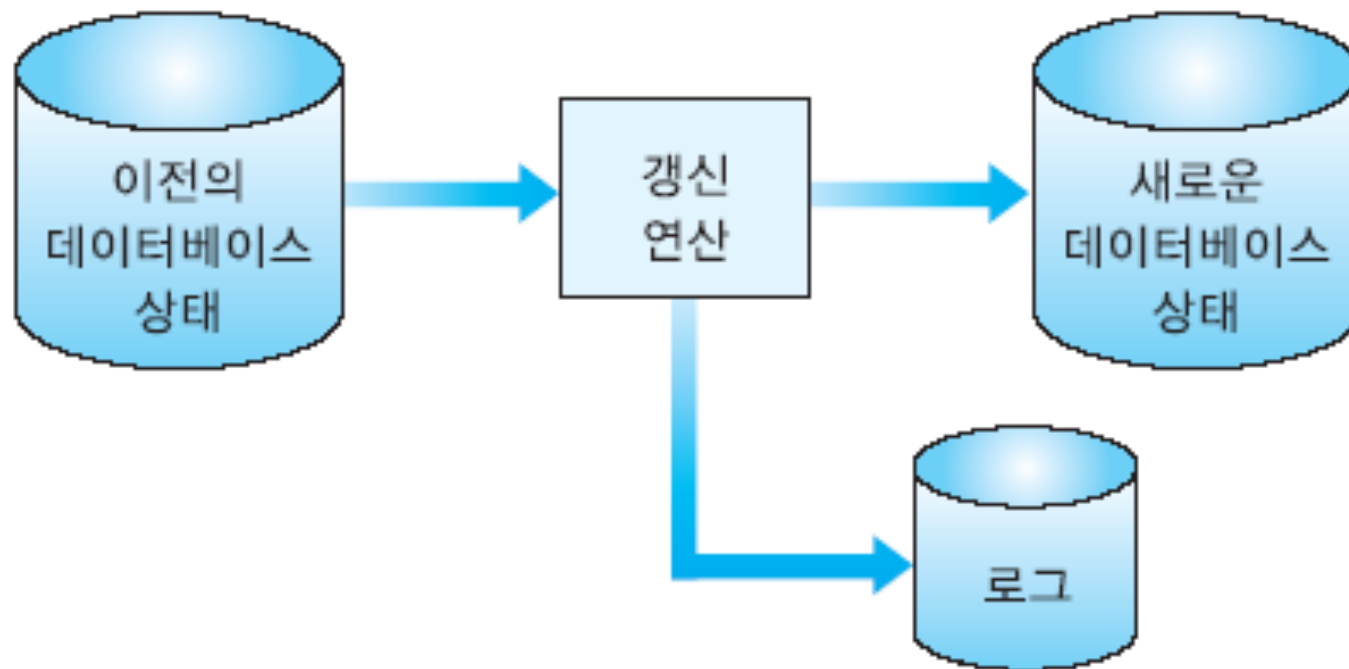 이전의
데이터베이스
상태
갱신
연산
새로운
데이터베이스
상태
로그